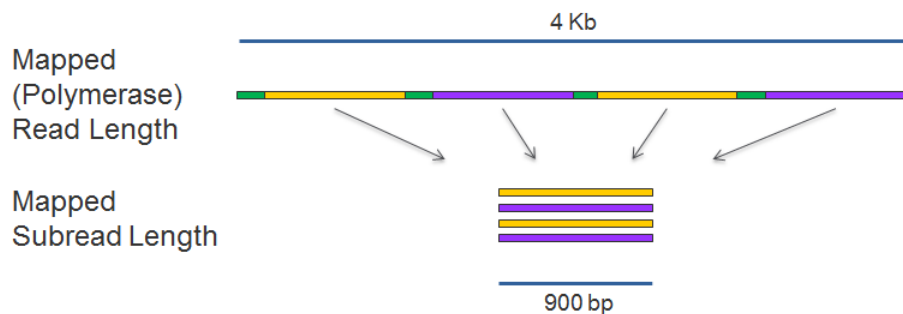 4 Kb
Mapped
(Polymerase)
Read Length
Mapped
Subread Length
900 bp